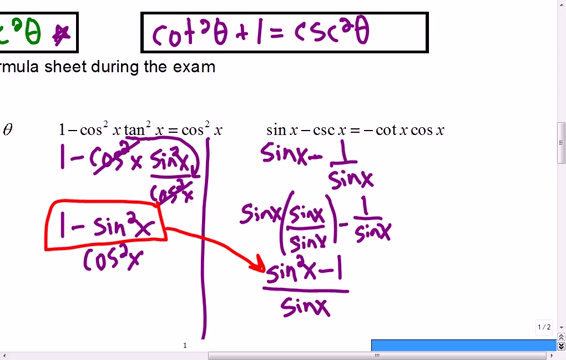 c²θ * cot²θ + 1 = csc²θ
rmula sheet during the exam
θ 1 − cos² x tan² x = cos² x sin x − csc x = − cot x cos x
1 - cos²x sin²x/cos²x
sinx - 1/sinx
sinx(sinx/sinx) - 1/sinx
1 - sin²x
cos²x
sin²x - 1
sinx
1
1 / 2